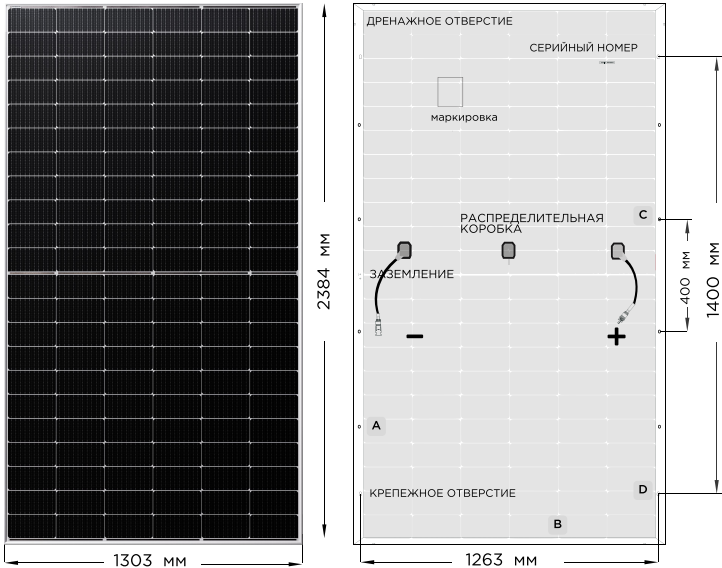 ДРЕНАЖНОЕ ОТВЕРСТИЕ
СЕРИЙНЫЙ НОМЕР
маркировка
РАСПРЕДЕЛИТЕЛЬНАЯ
КОРОБКА
C
ЗАЗЕМЛЕНИЕ
2384 мм
400 мм
1400 мм
− +
A
КРЕПЕЖНОЕ ОТВЕРСТИЕ
D
B
1303 мм
1263 мм